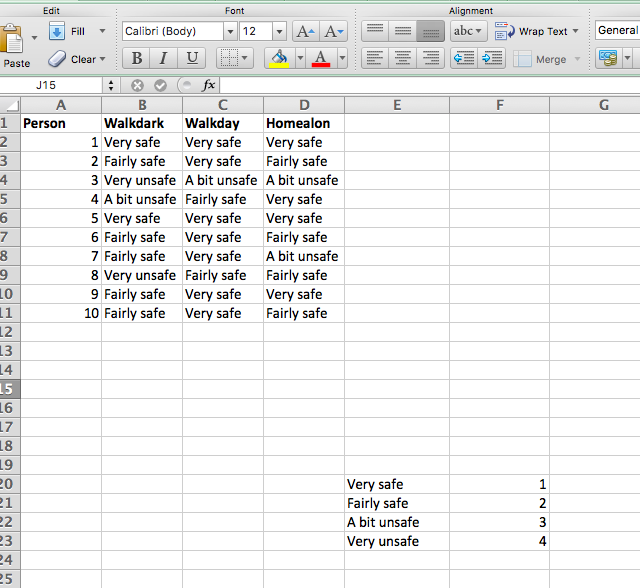 Edit Font Alignment
Fill Calibri (Body) 12 A A abc Wrap Text General
Paste Clear B I U A Merge
J15 fx
A B C D E F G
1 Person Walkdark Walkday Homealon
2 1 Very safe Very safe Very safe
3 2 Fairly safe Very safe Fairly safe
4 3 Very unsafe A bit unsafe A bit unsafe
5 4 A bit unsafe Fairly safe Very safe
6 5 Very safe Very safe Very safe
7 6 Fairly safe Very safe Fairly safe
8 7 Fairly safe Very safe A bit unsafe
9 8 Very unsafe Fairly safe Fairly safe
10 9 Fairly safe Very safe Very safe
11 10 Fairly safe Very safe Fairly safe
12
13
14
15
16
17
18
19
20 Very safe 1
21 Fairly safe 2
22 A bit unsafe 3
23 Very unsafe 4
24
25